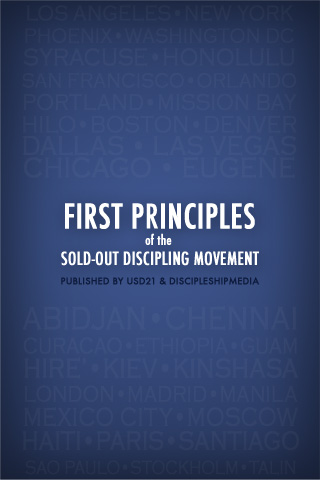 LOS ANGELES • NEW YORK
PHOENIX • WASHINGTON DC
SYRACUSE • HONOLULU
SAN FRANCISCO • ORLANDO
PORTLAND • MISSION BAY
HILO • BOSTON • DENVER
DALLAS • LAS VEGAS
CHICAGO • EUGENE
FIRST PRINCIPLES
of the
SOLD-OUT DISCIPLING MOVEMENT
PUBLISHED BY USD21 & DISCIPLESHIPMEDIA
ABIDJAN • CHENNAI
CURACAO • ETHIOPIA • GUAM
HIRE' • KIEV • KINSHASA
LONDON • MADRID • MANILA
MEXICO CITY • MOSCOW
HAITI • PARIS • SANTIAGO
SAO PAULO • STOCKHOLM • TALIN